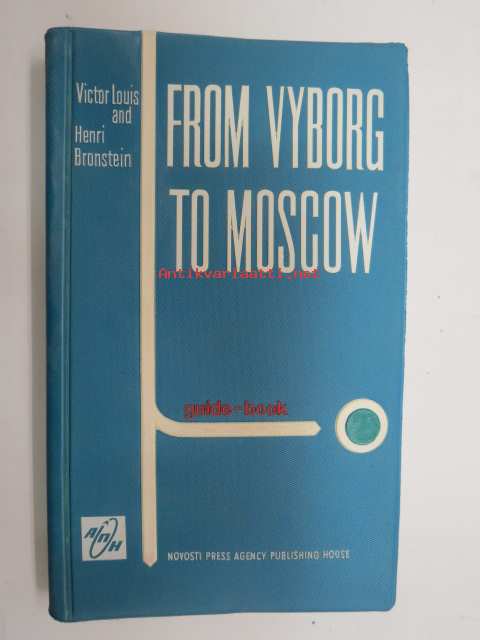 Victor Louis
and
Henri
Bronstein
FROM VYBORG
TO MOSCOW
Antikvariaatti.net
guide-book
АПН
NOVOSTI PRESS AGENCY PUBLISHING HOUSE